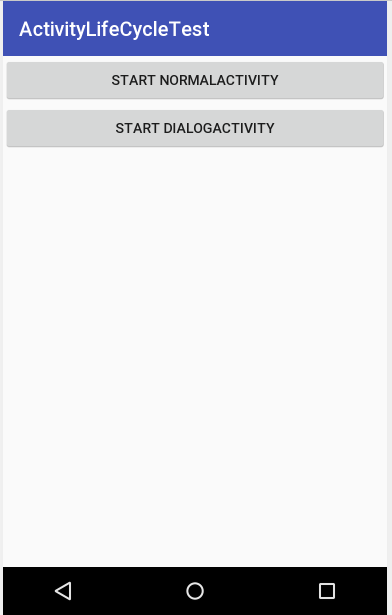 ActivityLifeCycleTest
START NORMALACTIVITY
START DIALOGACTIVITY